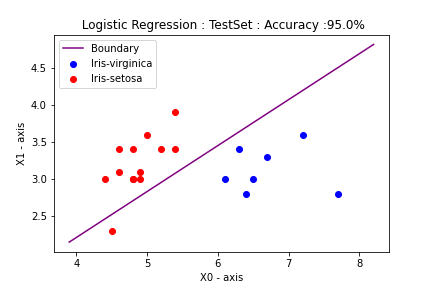 Logistic Regression : TestSet : Accuracy :95.0%
Boundary
Iris-virginica
Iris-setosa
4.5
4.0
3.5
3.0
2.5
X1 - axis
4 5 6 7 8
X0 - axis